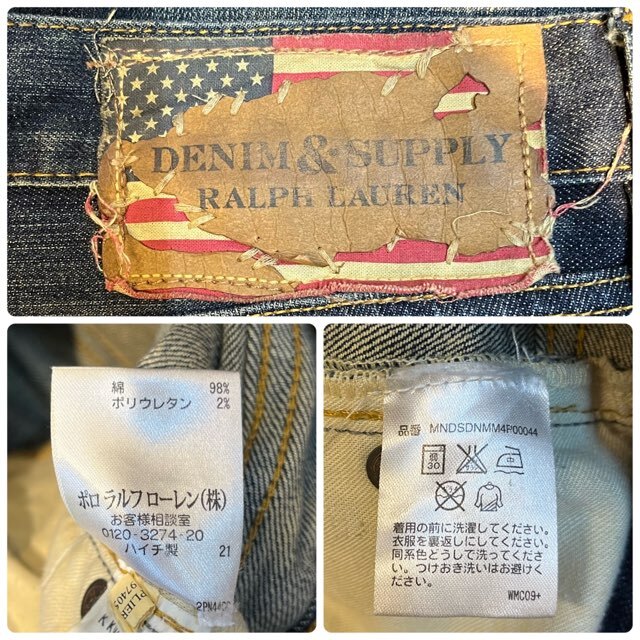 DENIM & SUPPLY
RALPH LAUREN
綿 98%
ポリウレタン 2%
ポロ ラルフ ローレン(株)
お客様相談室
0120-3274-20
ハイチ製 21
品番 MNDSDNMM4P00044
弱
30
着用の前に洗濯してください。
衣服を裏返しにしてください。
同系色どうしで洗ってください。
つけおき洗いはお避けくだ
さい。
WMC09+